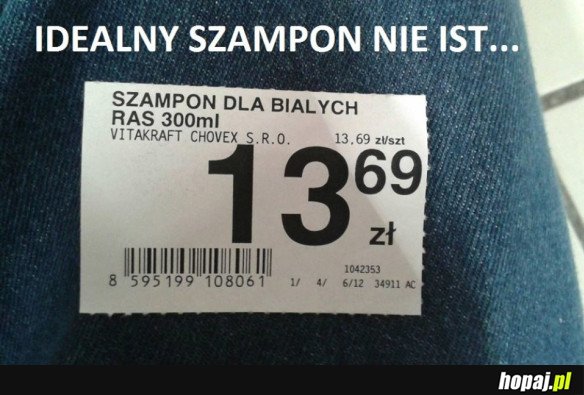 IDEALNY SZAMPON NIE IST...
SZAMPON DLA BIALYCH
RAS 300ml
VITAKRAFT CHOVEX S.R.O. 13,69 zł/szt
13 69
zł
1042353
8 595199 108061 1/ 4/ 6/12 34911 AC
hopaj.pl